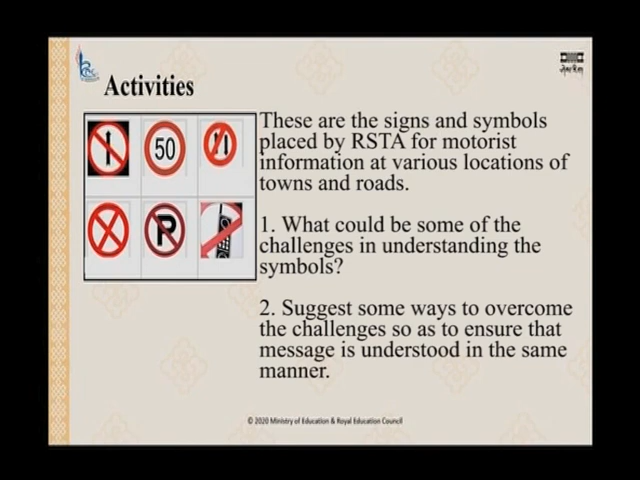 Activities
These are the signs and symbols
placed by RSTA for motorist
information at various locations of
towns and roads.
50
P
1. What could be some of the
challenges in understanding the
symbols?
2. Suggest some ways to overcome
the challenges so as to ensure that
message is understood in the same
manner.
© 2020 Ministry of Education & Royal Education Council